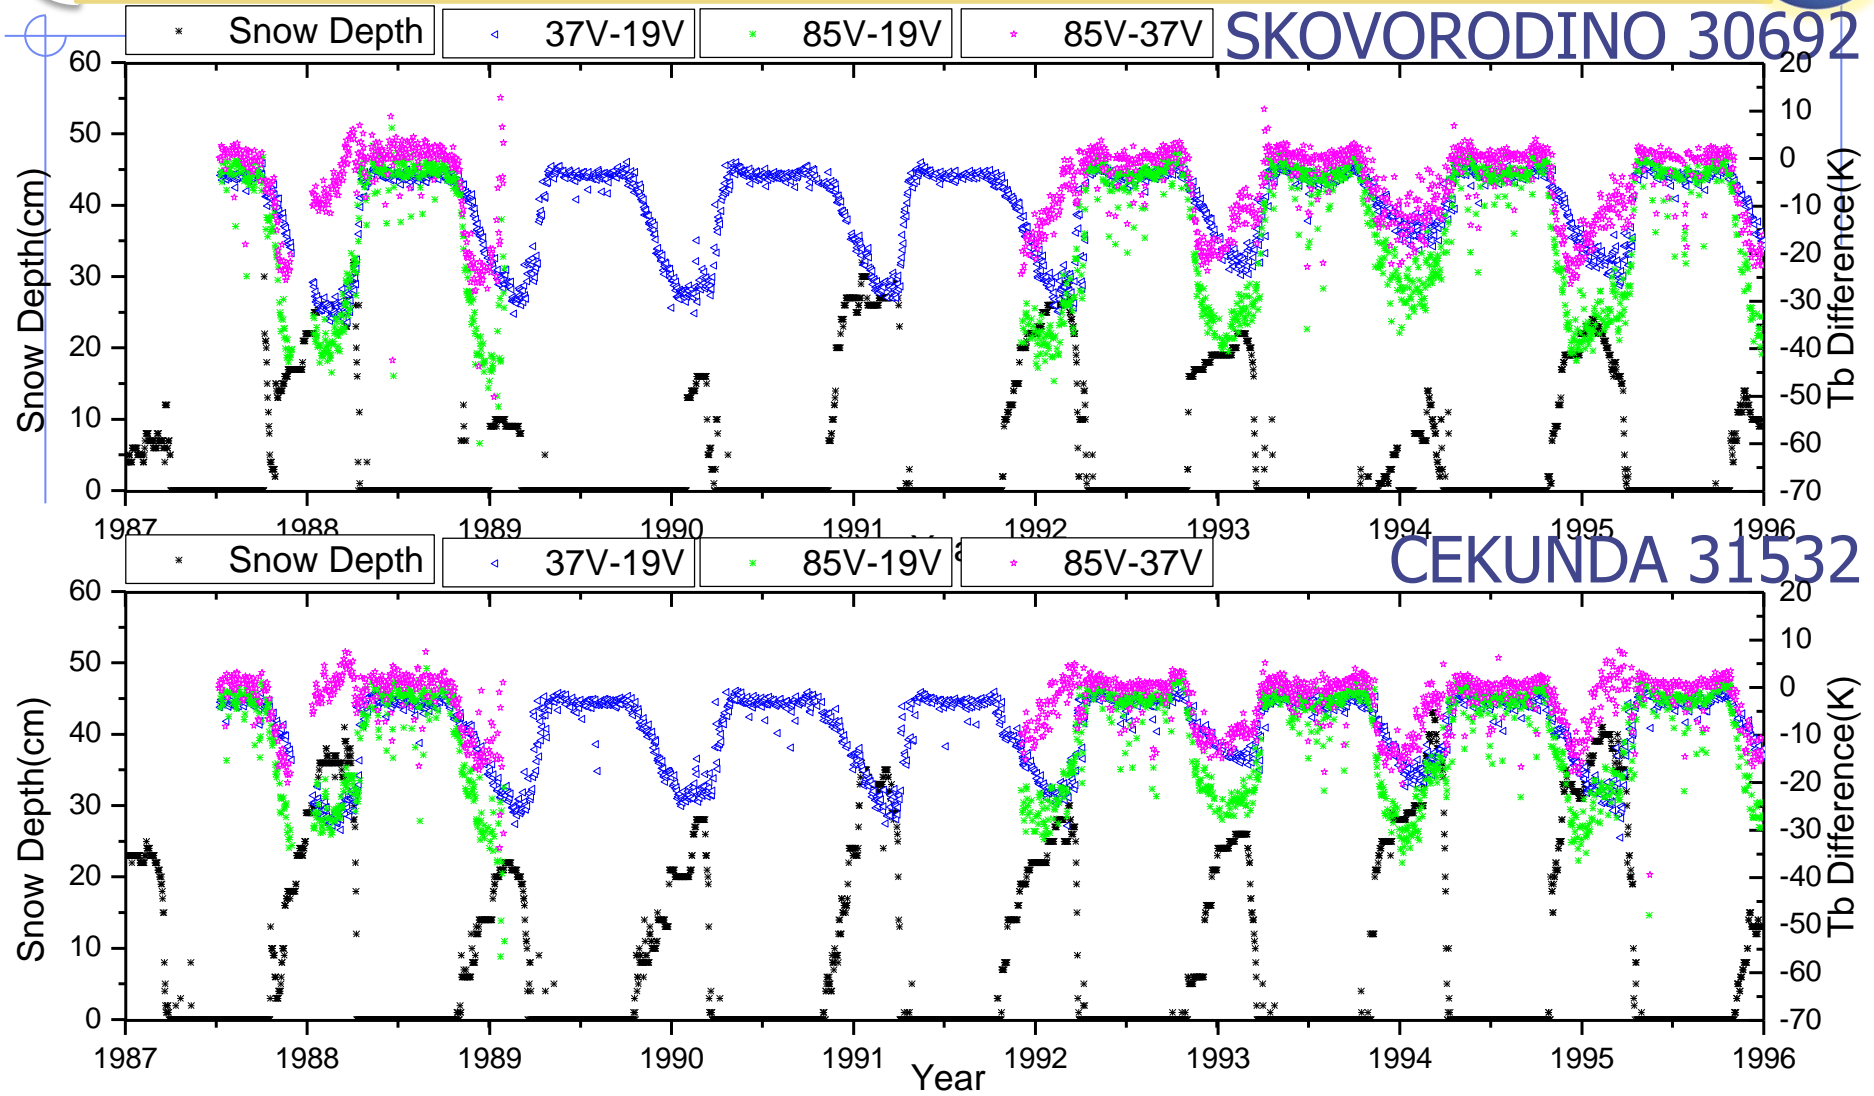 Snow Depth 37V-19V 85V-19V 85V-37V SKOVORODINO 30692
60 50 40 30 20 10 0
Snow Depth(cm)
20 10 0 -10 -20 -30 -40 -50 -60 -70
Tb Difference(K)
1987 1988 1989 1990 1991 1992 1993 1994 1995 1996
Snow Depth 37V-19V 85V-19V 85V-37V CEKUNDA 31532
60 50 40 30 20 10 0
Snow Depth(cm)
20 10 0 -10 -20 -30 -40 -50 -60 -70
Tb Difference(K)
1987 1988 1989 1990 1991 1992 1993 1994 1995 1996
Year